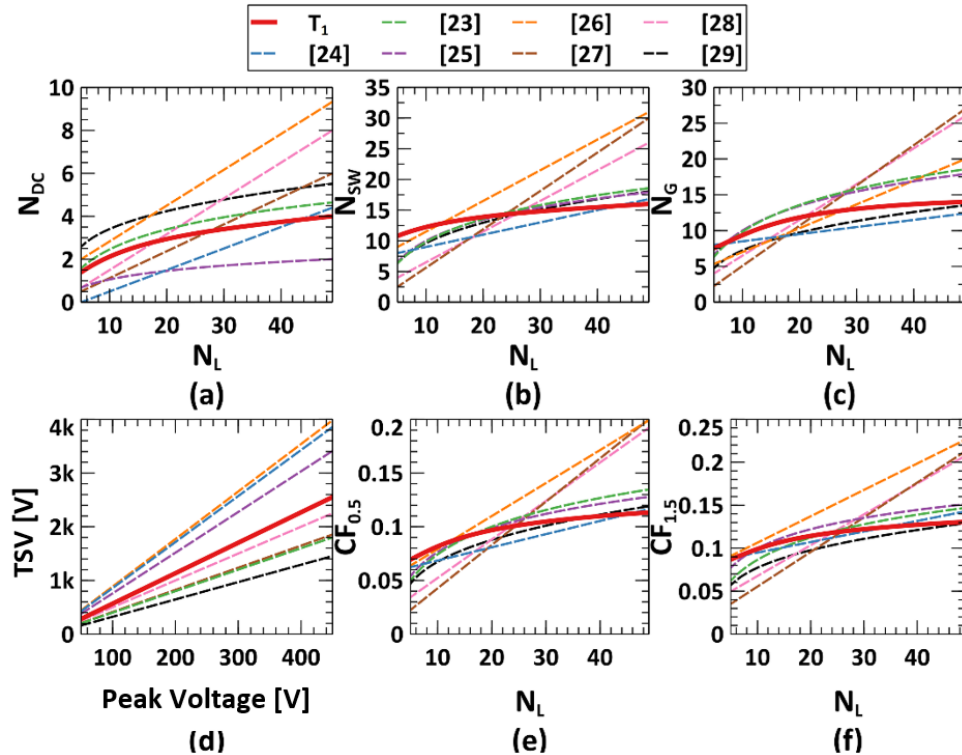 T1 [23] [26] [28]
[24] [25] [27] [29]
NDC
10
8
6
4
2
0
10 20 30 40
NL
(a)
NSW
35
30
25
20
15
10
5
0
10 20 30 40
NL
(b)
NG
30
25
20
15
10
5
0
10 20 30 40
NL
(c)
TSV [V]
4k
3k
2k
1k
0
100 200 300 400
Peak Voltage [V]
(d)
CF0.5
0.2
0.15
0.1
0.05
0
10 20 30 40
NL
(e)
CF1.5
0.25
0.2
0.15
0.1
0.05
0
10 20 30 40
NL
(f)